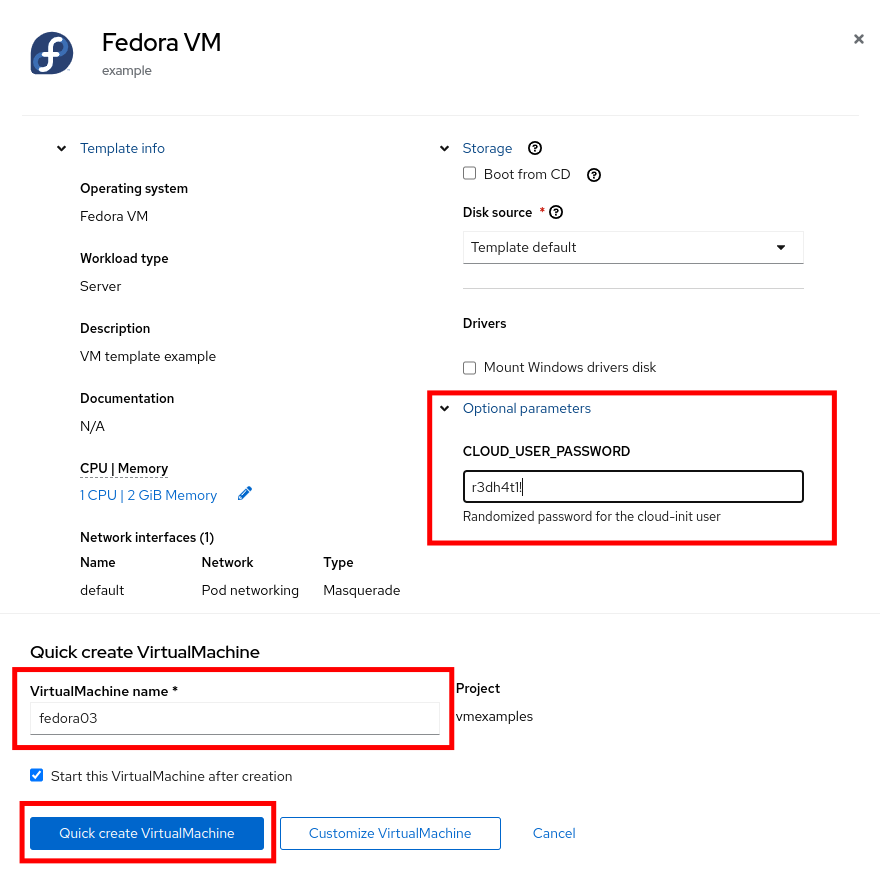 Fedora VM
example
Template info
Operating system
Fedora VM
Workload type
Server
Description
VM template example
Documentation
N/A
CPU | Memory
1 CPU | 2 GiB Memory
Network interfaces (1)
Name Network Type
default Pod networking Masquerade
Storage
Boot from CD
Disk source *
Template default
Drivers
Mount Windows drivers disk
Optional parameters
CLOUD_USER_PASSWORD
r3dh4t1!
Randomized password for the cloud-init user
Quick create VirtualMachine
VirtualMachine name *
fedora03
Project
vmexamples
Start this VirtualMachine after creation
Quick create VirtualMachine Customize VirtualMachine Cancel